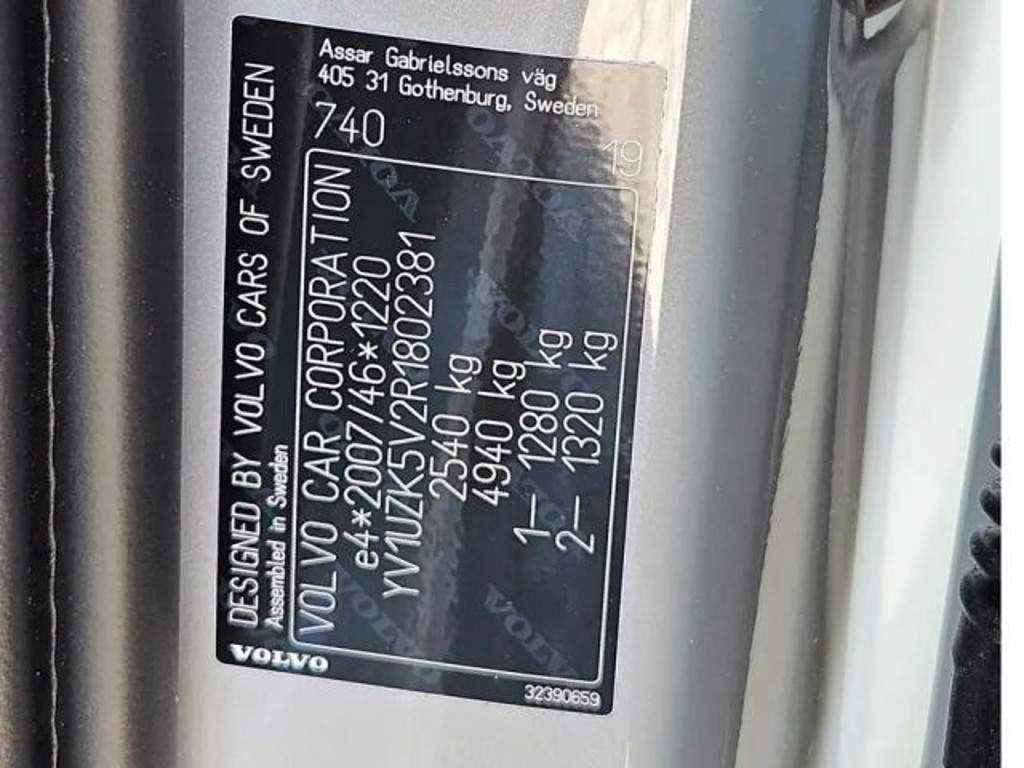 DESIGNED BY VOLVO CARS OF SWEDEN
Assembled in Sweden
Assar Gabrielssons väg
405 31 Gothenburg, Sweden
740
19
VOLVO CAR CORPORATION
e4*2007/46*1220
YV1UZK5V2R1802381
2540 kg
4940 kg
1– 1280 kg
2– 1320 kg
VOLVO
32390659